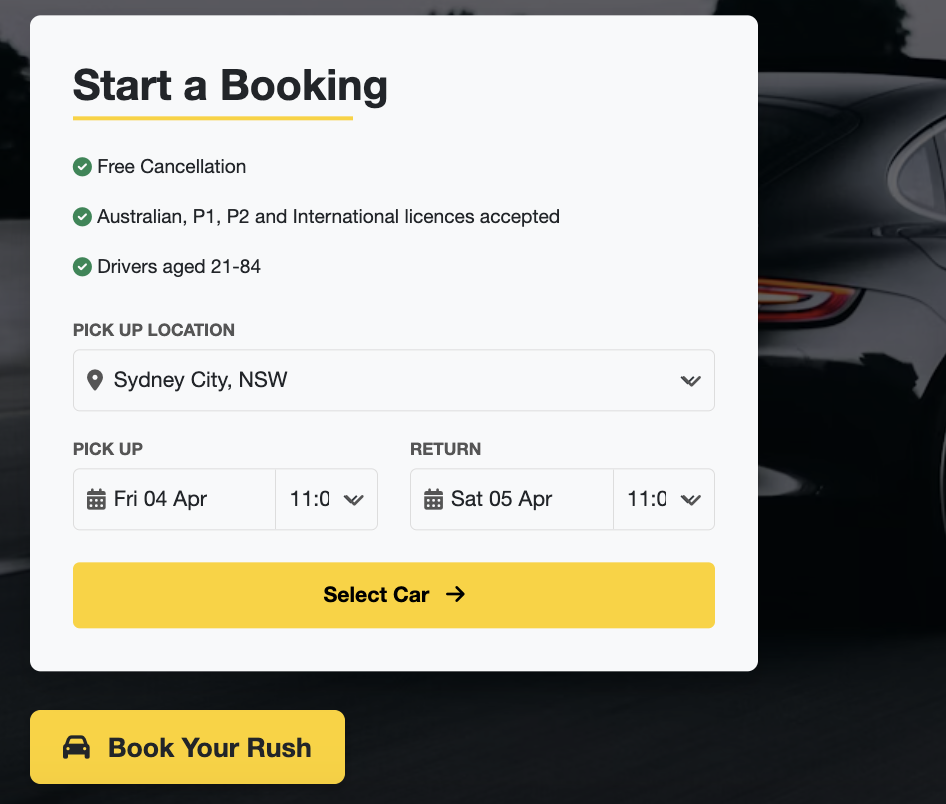 Start a Booking
Free Cancellation
Australian, P1, P2 and International licences accepted
Drivers aged 21-84
PICK UP LOCATION
Sydney City, NSW
PICK UP RETURN
Fri 04 Apr 11:0 Sat 05 Apr 11:0
Select Car
Book Your Rush